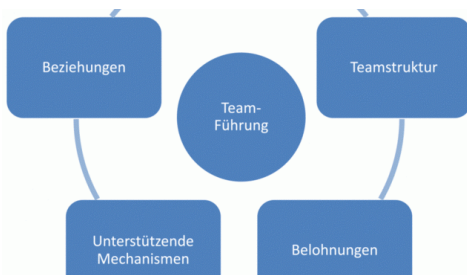 Beziehungen
Teamstruktur
Team-
Führung
Unterstützende
Mechanismen
Belohnungen